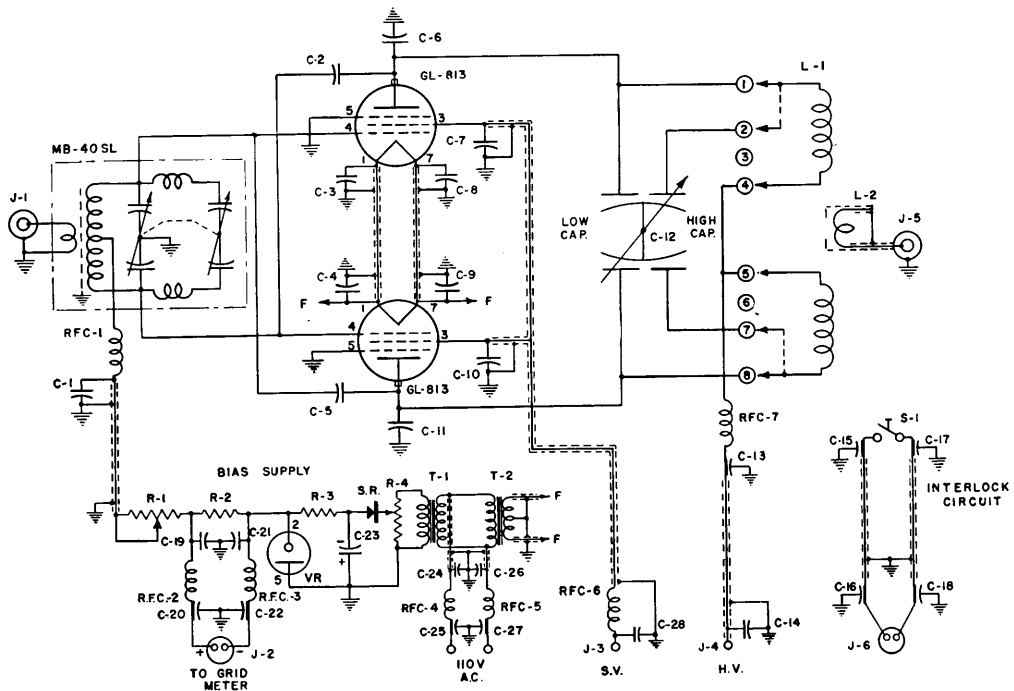 C-6
C-2
GL-813
L-1
5
4
3
C-7
1
7
C-3
C-8
MB-40SL
J-1
1
2
3
4
LOW CAP.
HIGH CAP.
C-12
L-2
J-5
C-4
C-9
F
F
1
7
4
5
3
C-10
GL-813
C-5
C-11
5
6
7
8
RFC-1
C-1
RFC-7
C-13
S-1
C-15
C-17
INTERLOCK
CIRCUIT
BIAS SUPPLY
R-1
R-2
R-3
S.R.
R-4
T-1
T-2
F
F
C-19
C-21
2
5
VR
C-23
C-24
C-26
R.F.C.-2
R.F.C.-3
C-20
C-22
RFC-4
RFC-5
C-25
C-27
RFC-6
C-28
C-14
C-16
C-18
+
-
J-2
TO GRID
METER
-
+
110V
A.C.
J-3
S.V.
J-4
H.V.
J-6